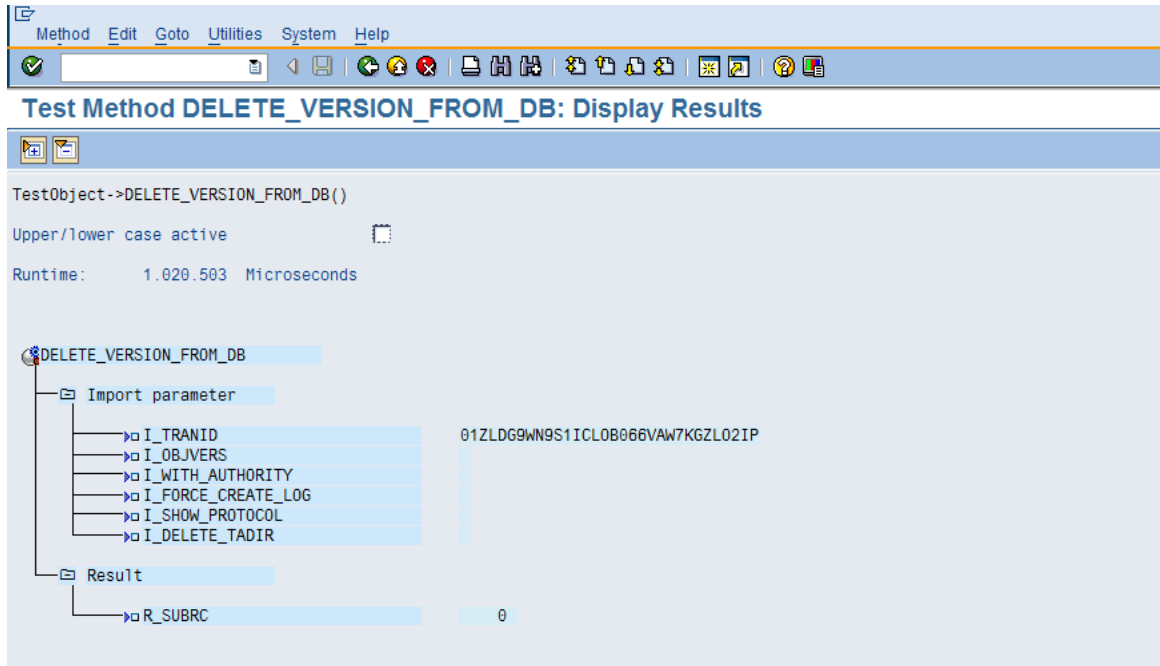 Method Edit Goto Utilities System Help
Test Method DELETE_VERSION_FROM_DB: Display Results
TestObject->DELETE_VERSION_FROM_DB()
Upper/lower case active
Runtime: 1.020.503 Microseconds
DELETE_VERSION_FROM_DB
Import parameter
I_TRANID 01ZLDG9WN9S1ICLOB066VAW7KGZLO2IP
I_OBJVERS
I_WITH_AUTHORITY
I_FORCE_CREATE_LOG
I_SHOW_PROTOCOL
I_DELETE_TADIR
Result
R_SUBRC 0